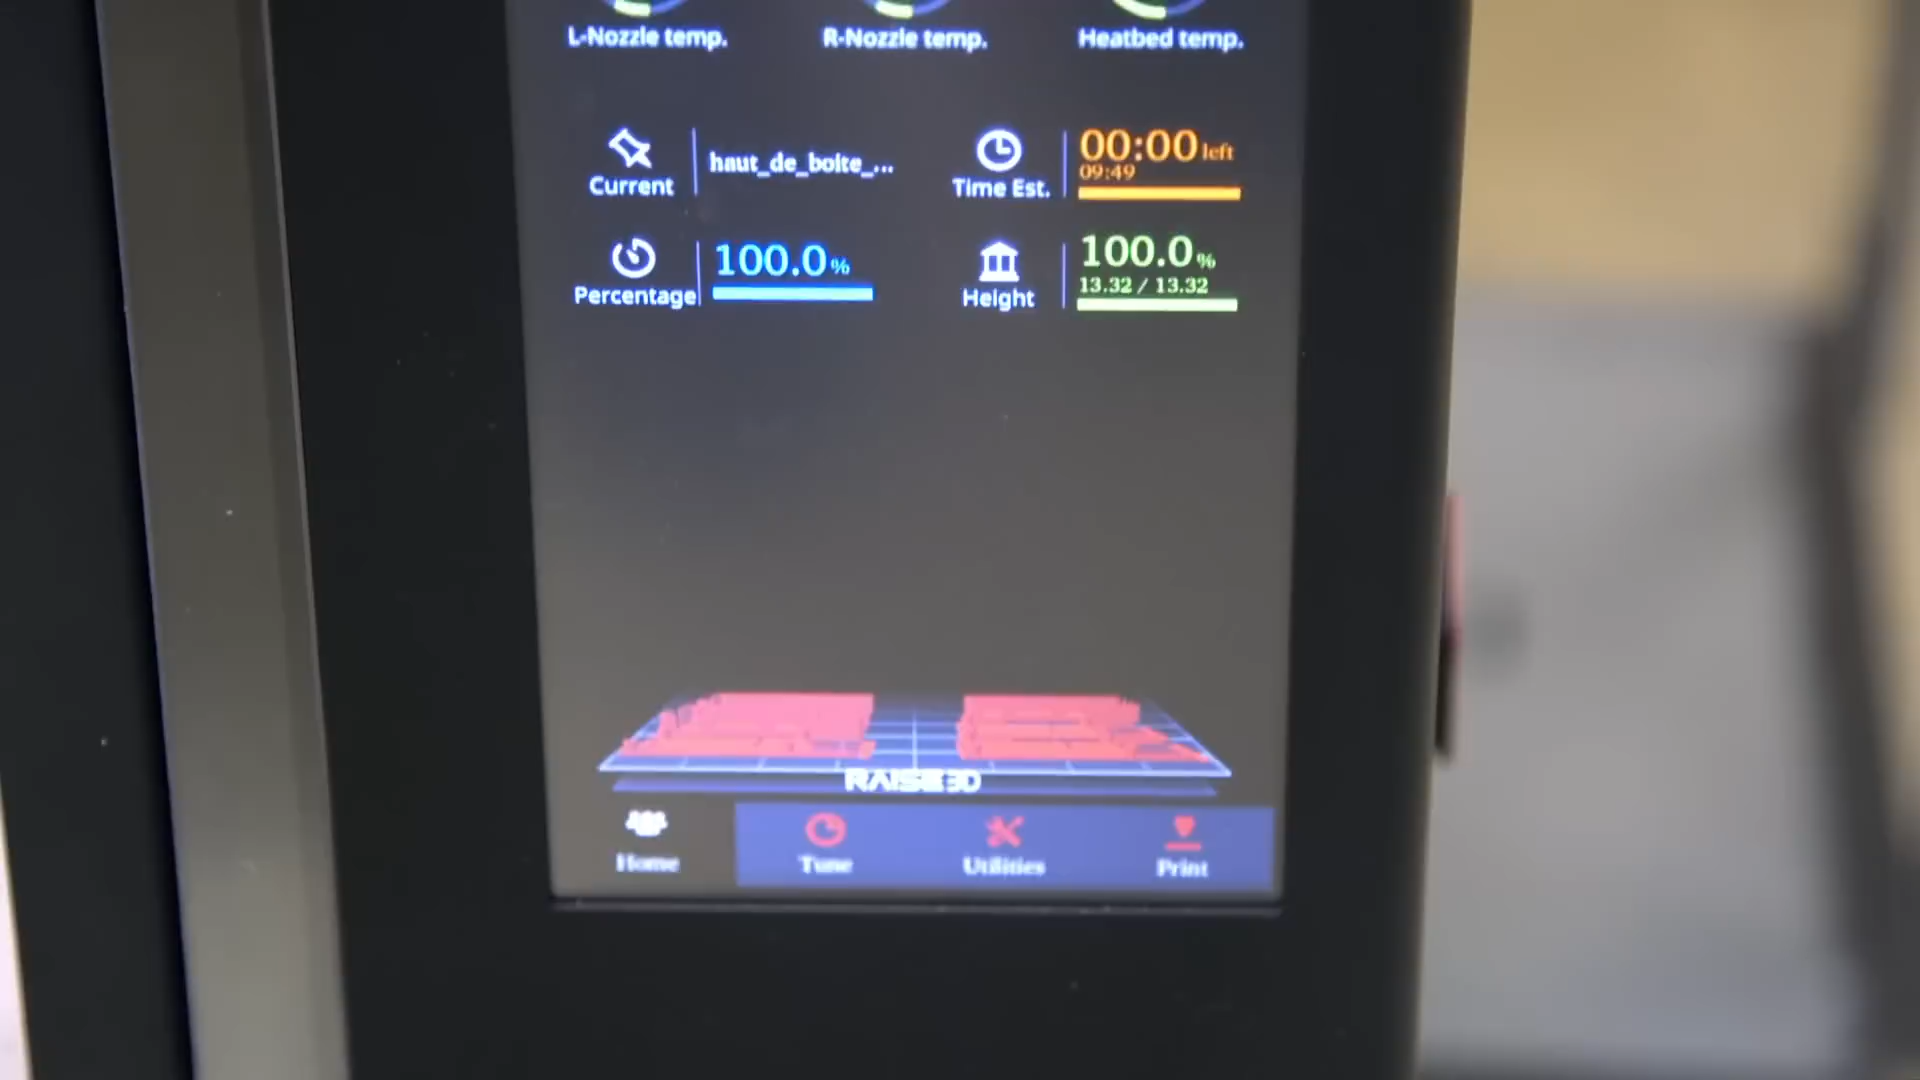 L-Nozzle temp. R-Nozzle temp. Heatbed temp.
Current haut_de_boite_... Time Est. 00:00 left
09:49
Percentage 100.0% Height 100.0%
13.32 / 13.32
RAISE3D
Home Tune Utilities Print